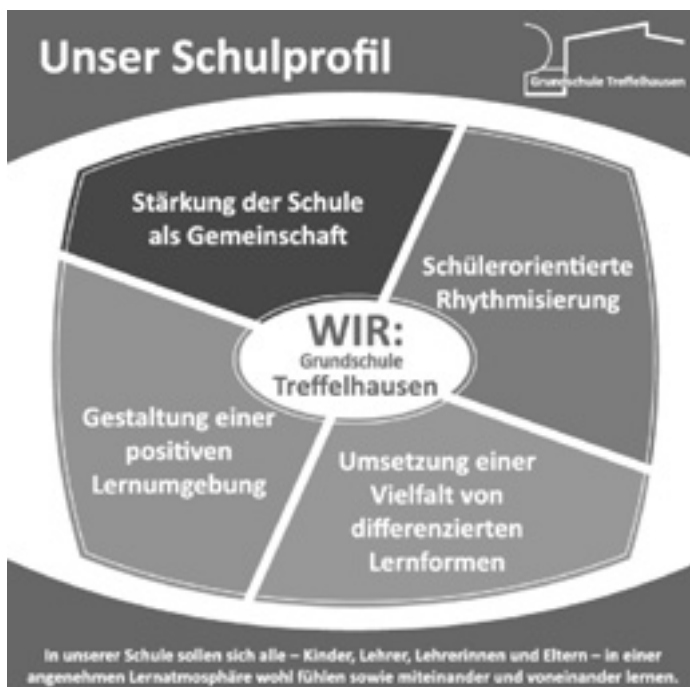 Unser Schulprofil
Grundschule Treffelhausen
Stärkung der Schule
als Gemeinschaft
Schülerorientierte
Rhythmisierung
WIR:
Grundschule
Treffelhausen
Gestaltung einer
positiven
Lernumgebung
Umsetzung einer
Vielfalt von
differenzierten
Lernformen
In unserer Schule sollen sich alle – Kinder, Lehrer, Lehrerinnen und Eltern – in einer
angenehmen Lernatmosphäre wohl fühlen sowie miteinander und voneinander lernen.